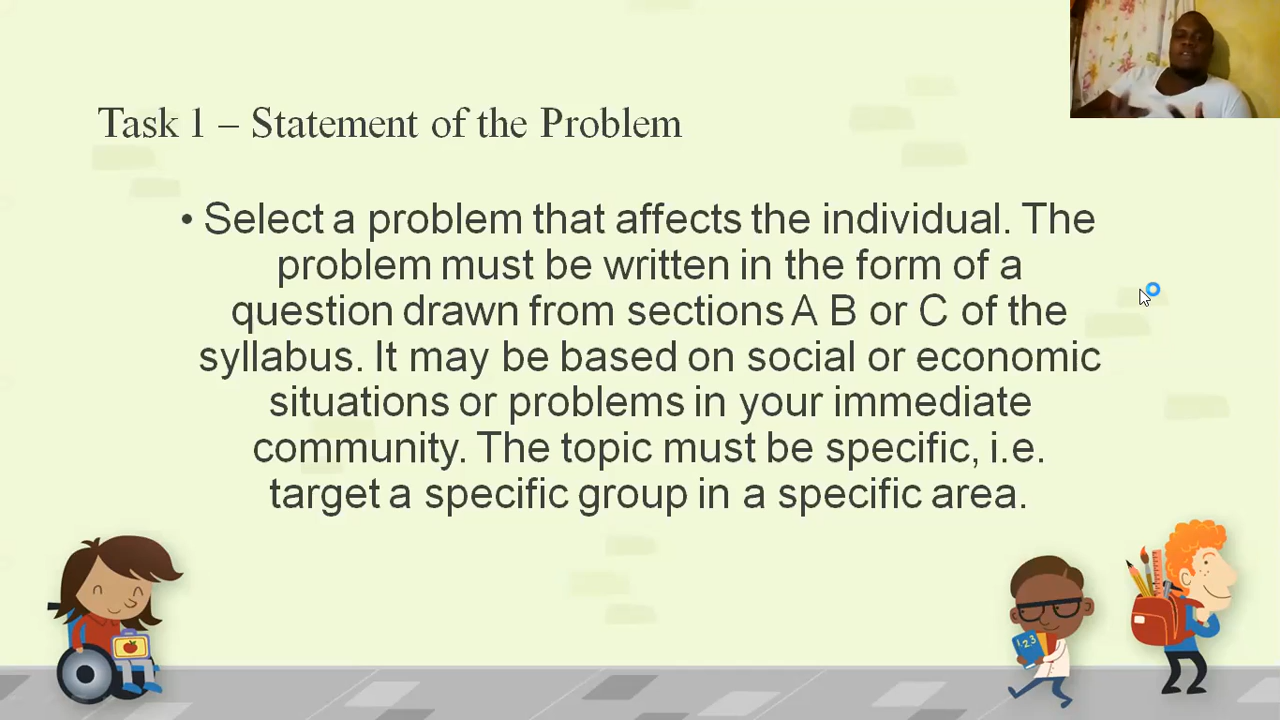 Task 1 – Statement of the Problem
• Select a problem that affects the individual. The
problem must be written in the form of a
question drawn from sections A B or C of the
syllabus. It may be based on social or economic
situations or problems in your immediate
community. The topic must be specific, i.e.
target a specific group in a specific area.
123